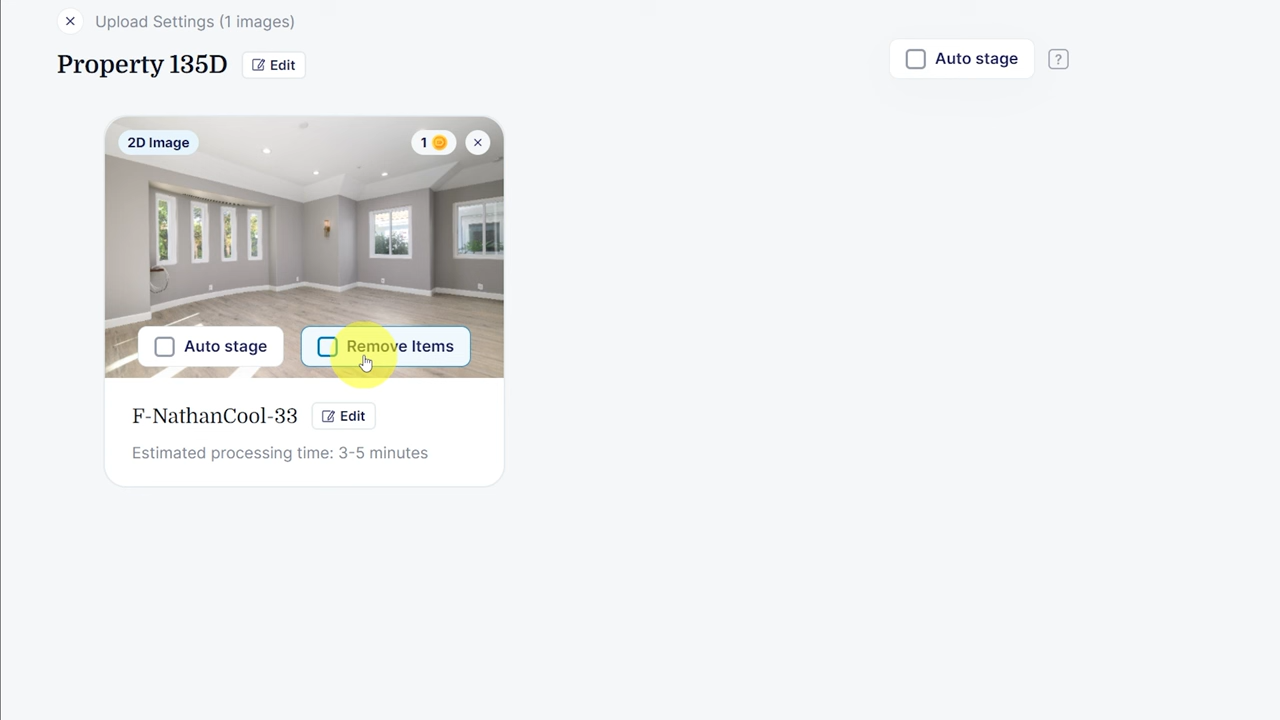 Upload Settings (1 images)
Property 135D
Edit
Auto stage
?
2D Image
1
Auto stage
Remove Items
F-NathanCool-33
Edit
Estimated processing time: 3-5 minutes